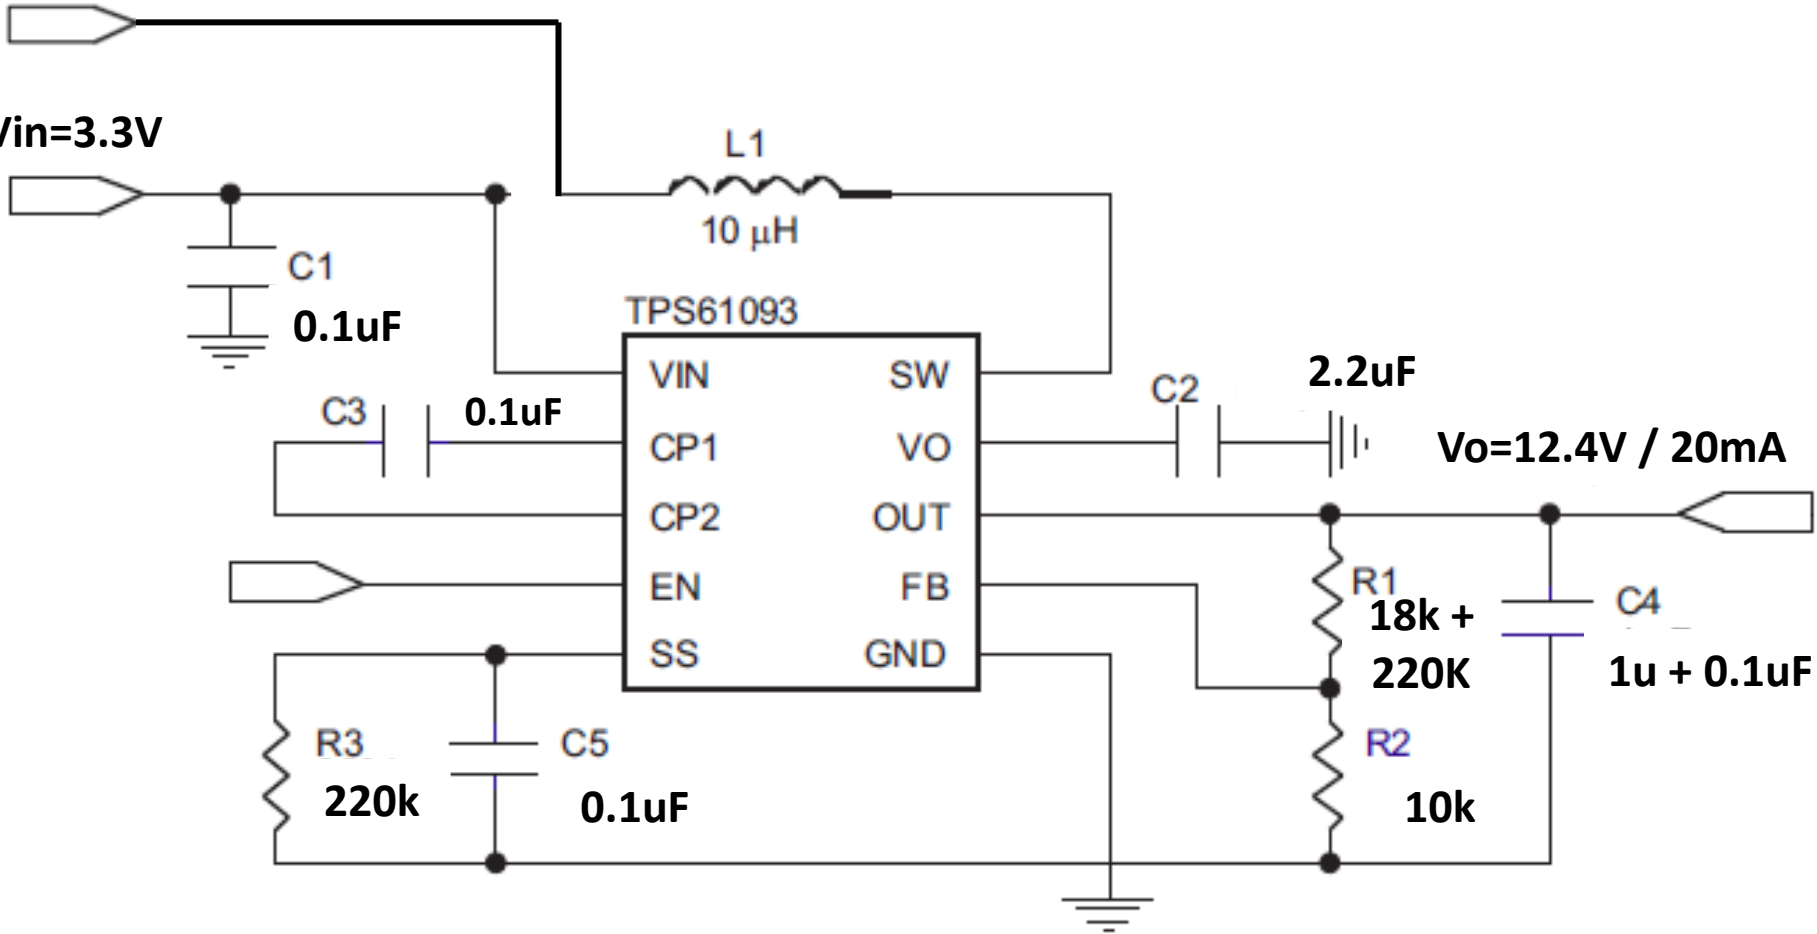 Vin=3.3V
L1
10 μH
C1
0.1uF
TPS61093
VIN
SW
C3
0.1uF
C2
2.2uF
CP1
VO
Vo=12.4V / 20mA
CP2
OUT
EN
FB
R1
18k +
220K
C4
1u + 0.1uF
SS
GND
R3
220k
C5
0.1uF
R2
10k